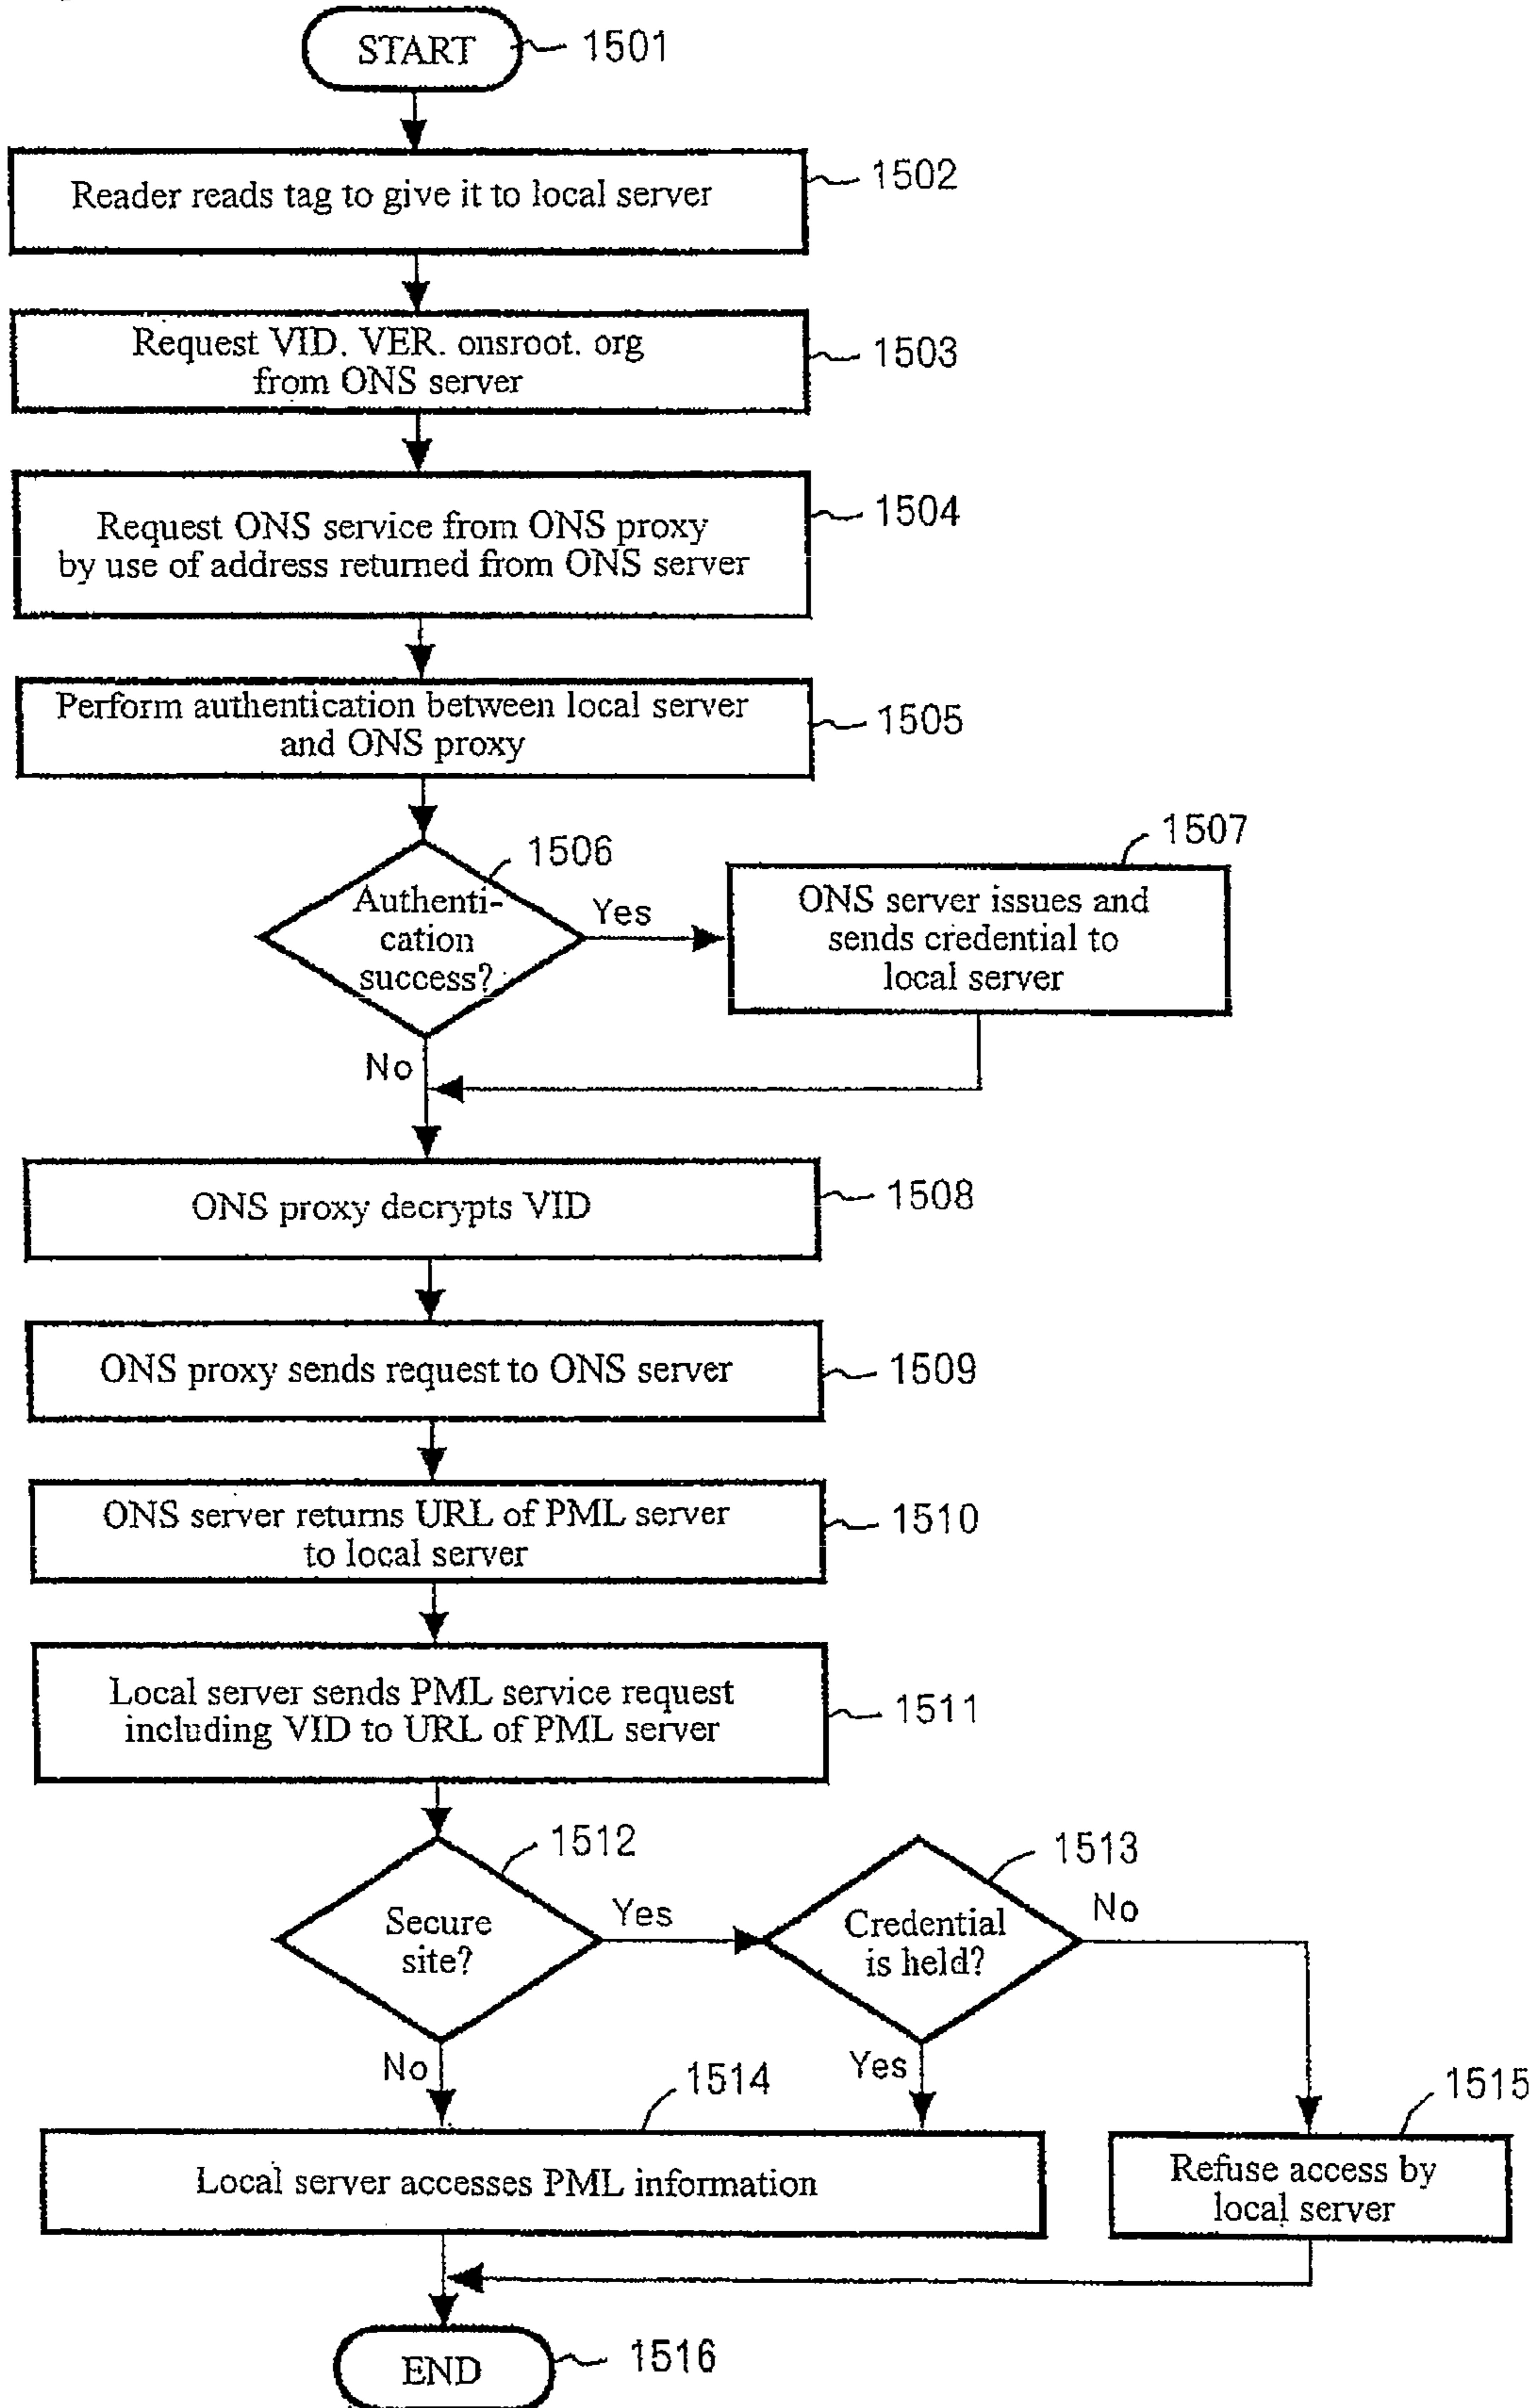 START
1501
Reader reads tag to give it to local server
1502
Request VID. VER. onsroot. org
from ONS server
1503
Request ONS service from ONS proxy
by use of address returned from ONS server
1504
Perform authentication between local server
and ONS proxy
1505
1506
Authenti-
cation
success?
Yes
No
1507
ONS server issues and
sends credential to
local server
ONS proxy decrypts VID
1508
ONS proxy sends request to ONS server
1509
ONS server returns URL of PML server
to local server
1510
Local server sends PML service request
including VID to URL of PML server
1511
1512
Secure
site?
Yes
No
1513
Credential
is held?
No
Yes
1514
Local server accesses PML information
1515
Refuse access by
local server
END
1516